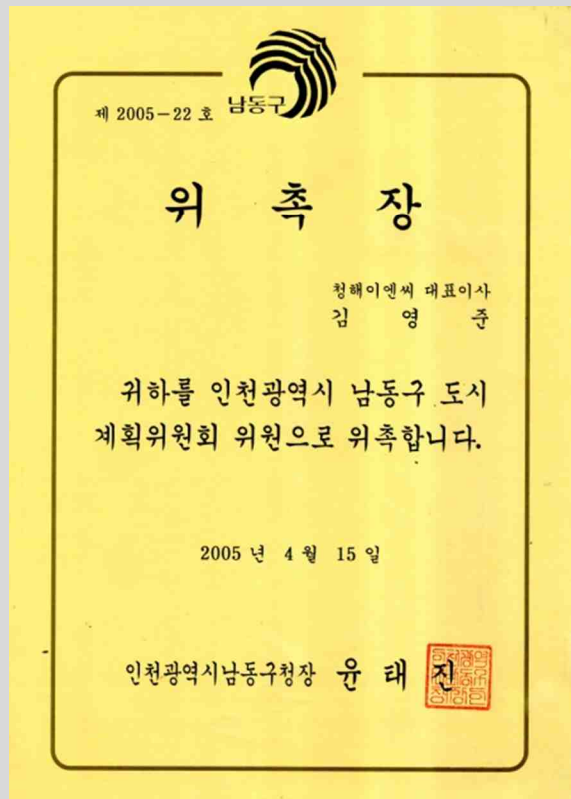 남동구
제 2005-22 호
위 촉 장
청해이엔씨 대표이사
김 영 준
귀하를 인천광역시 남동구 도시
계획위원회 위원으로 위촉합니다.
2005 년 4 월 15 일
인천광역시남동구청장 윤 태 진